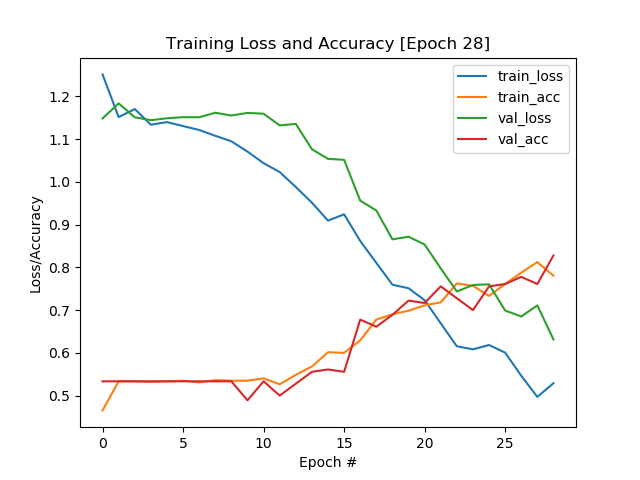 Training Loss and Accuracy [Epoch 28]
train_loss
train_acc
val_loss
val_acc
Loss/Accuracy
1.2
1.1
1.0
0.9
0.8
0.7
0.6
0.5
0 5 10 15 20 25
Epoch #